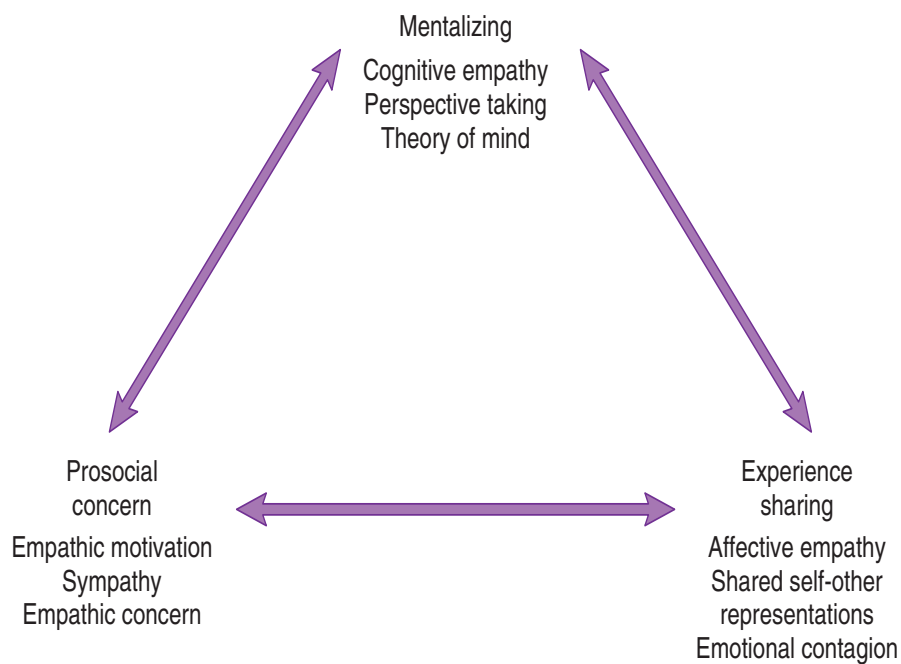 Mentalizing
Cognitive empathy
Perspective taking
Theory of mind
Prosocial
concern
Empathic motivation
Sympathy
Empathic concern
Experience
sharing
Affective empathy
Shared self-other
representations
Emotional contagion